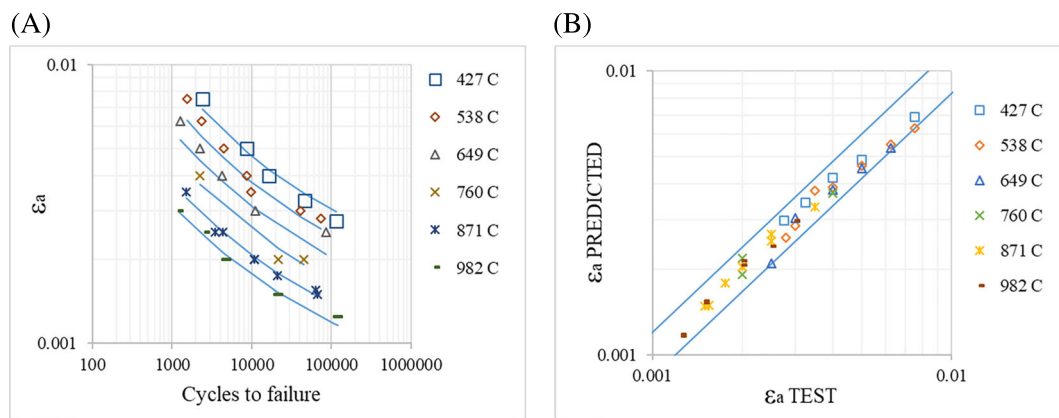 (A)
0.01
εa
0.001
100 1000 10000 100000 1000000
Cycles to failure
427 C
538 C
649 C
760 C
871 C
982 C
(B)
0.01
εa PREDICTED
0.001
0.001 0.01
εa TEST
427 C
538 C
649 C
760 C
871 C
982 C